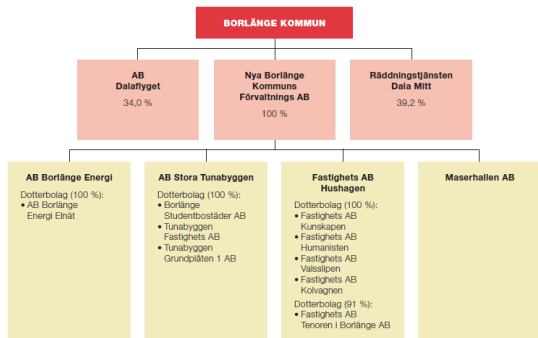 BORLÄNGE KOMMUN
AB
Dalaflyget
34,0 %
Nya Borlänge
Kommuns
Förvaltnings AB
100 %
Räddningstjänsten
Dala Mitt
39,2 %
AB Borlänge Energi
Dotterbolag (100 %):
• AB Borlänge
Energi Elnät
AB Stora Tunabyggen
Dotterbolag (100 %):
• Borlänge
Studentbostäder AB
• Tunabyggen
Fastighets AB
• Tunabyggen
Grundplåten 1 AB
Fastighets AB
Hushagen
Dotterbolag (100 %):
• Fastighets AB
Kunskapen
• Fastighets AB
Humanisten
• Fastighets AB
Valsslipen
• Fastighets AB
Kolvagnen
Dotterbolag (91 %):
• Fastighets AB
Tenoren i Borlänge AB
Maserhallen AB